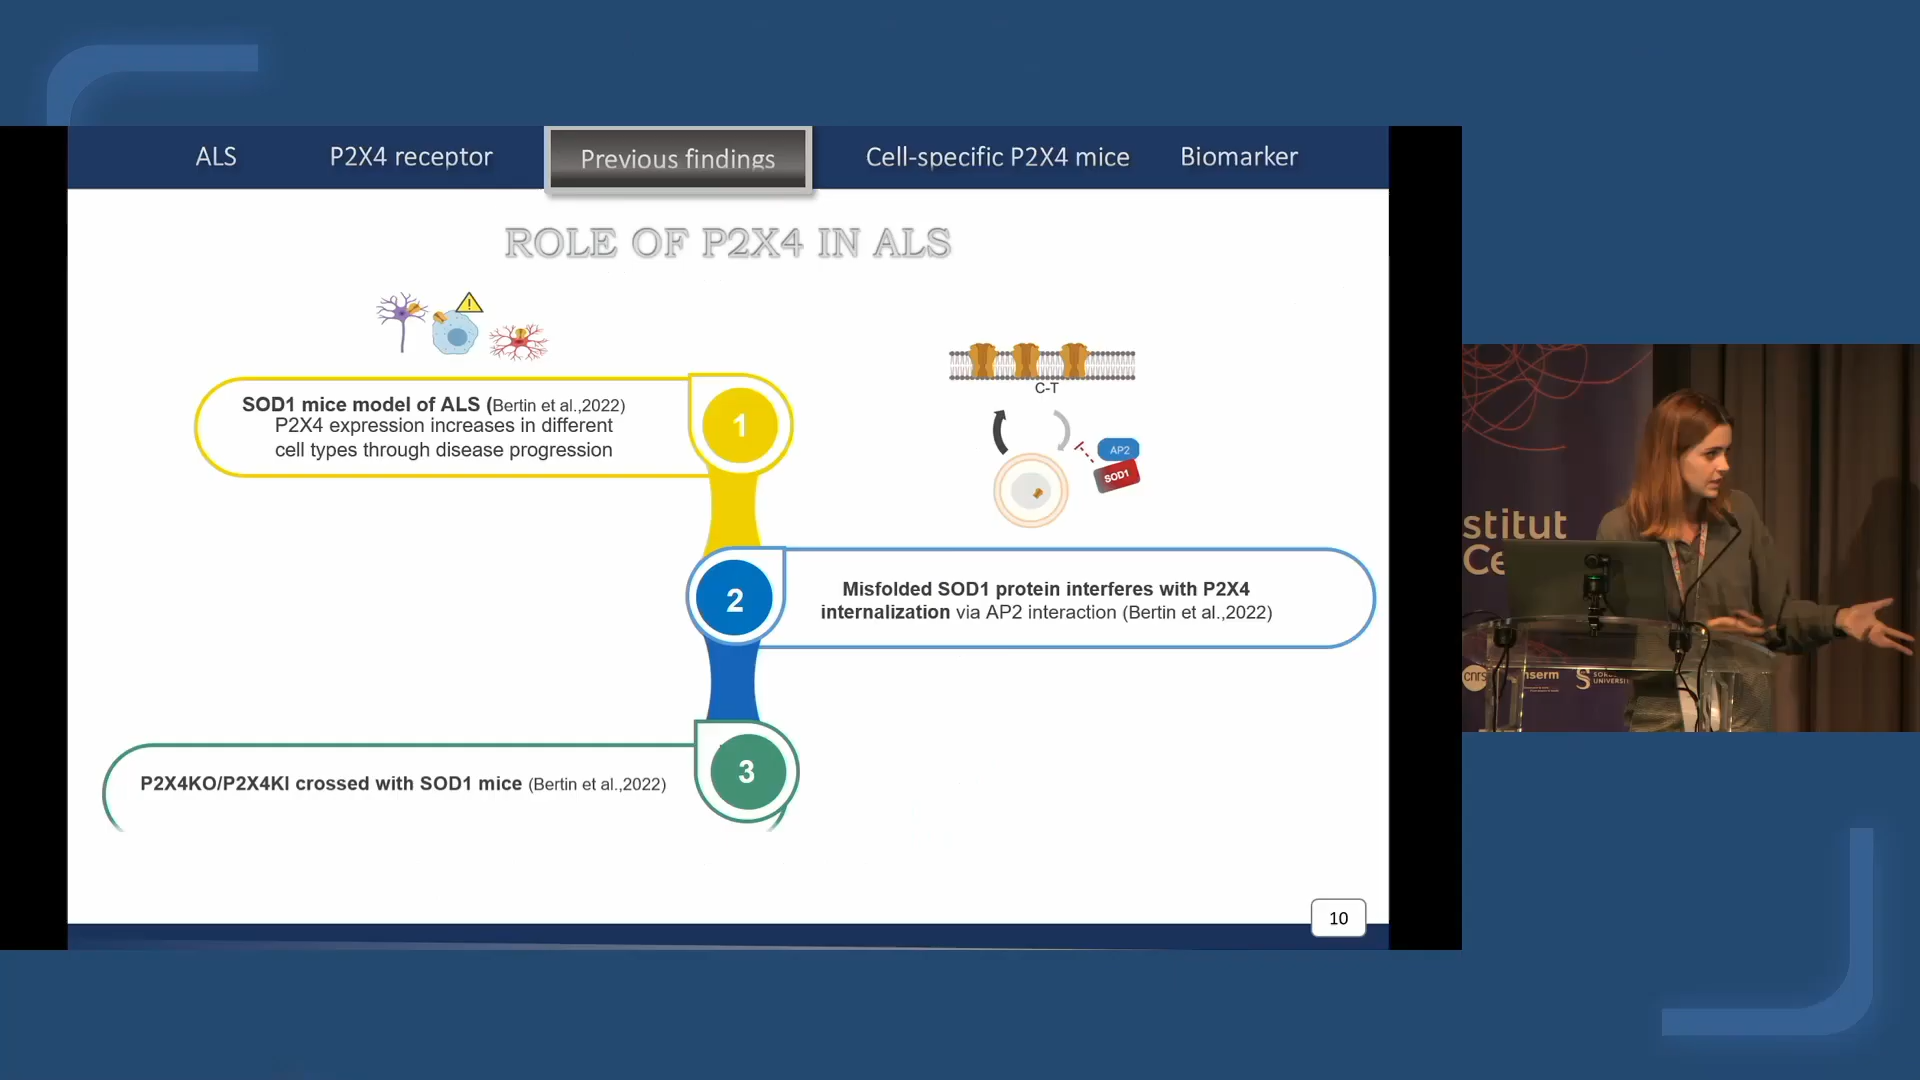 ALS
P2X4 receptor
Previous findings
Cell-specific P2X4 mice
Biomarker
ROLE OF P2X4 IN ALS
SOD1 mice model of ALS (Bertin et al.,2022)
P2X4 expression increases in different
cell types through disease progression
1
C-T
AP2
SOD1
2
Misfolded SOD1 protein interferes with P2X4
internalization via AP2 interaction (Bertin et al.,2022)
P2X4KO/P2X4KI crossed with SOD1 mice (Bertin et al.,2022)
3
10
stitut
Ce
cnrs
nserm